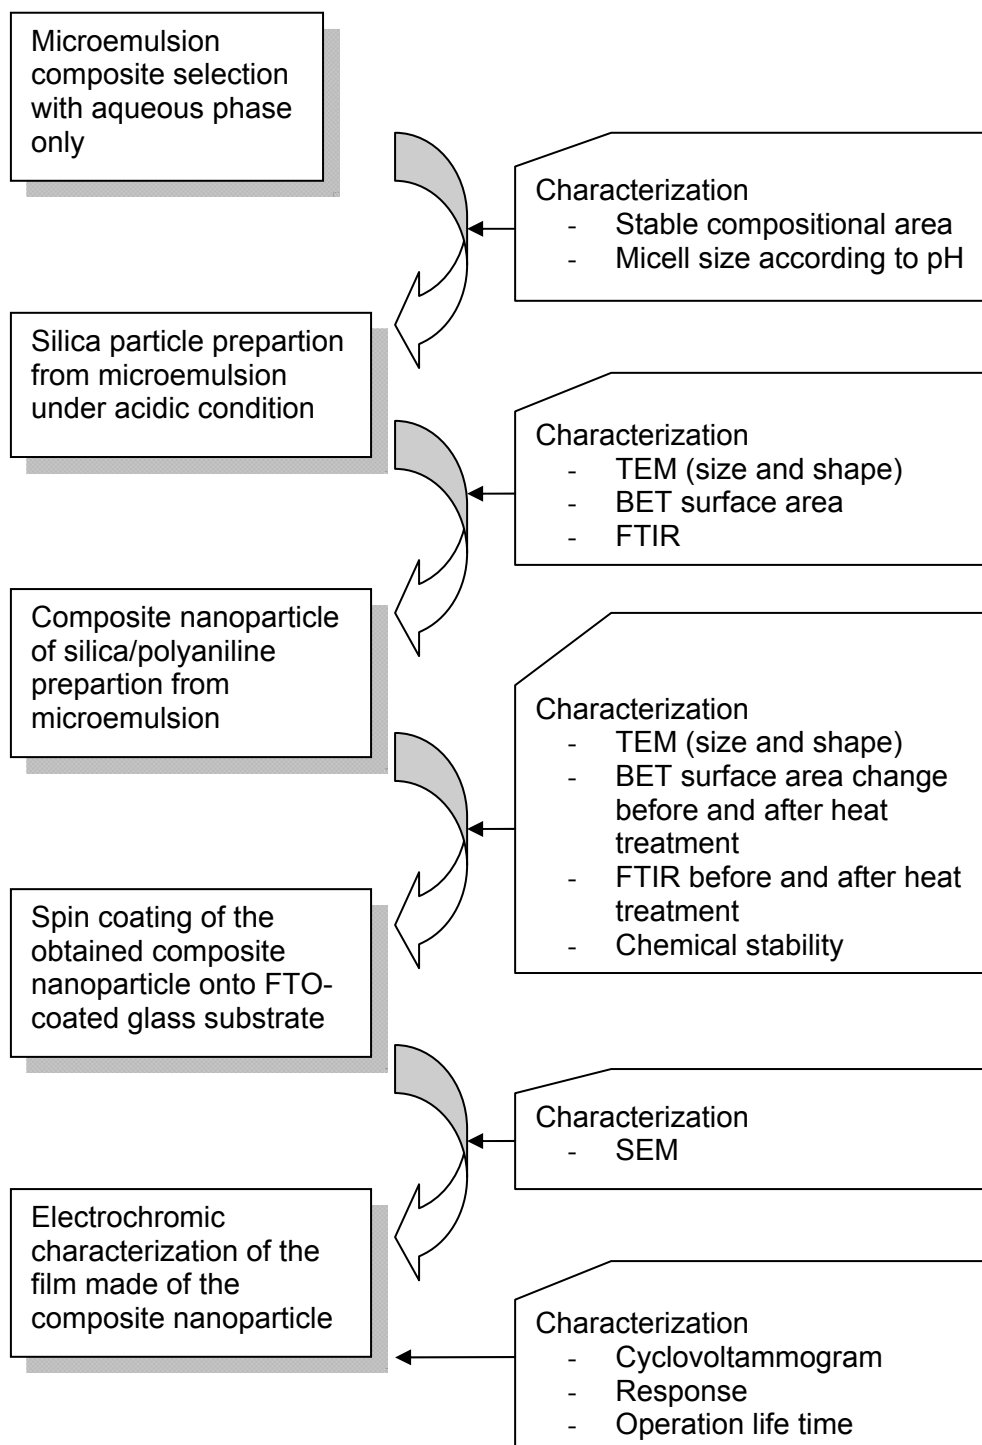 Microemulsion
composite selection
with aqueous phase
only
Characterization
- Stable compositional area
- Micell size according to pH
Silica particle prepartion
from microemulsion
under acidic condition
Characterization
- TEM (size and shape)
- BET surface area
- FTIR
Composite nanoparticle
of silica/polyaniline
prepartion from
microemulsion
Characterization
- TEM (size and shape)
- BET surface area change
before and after heat
treatment
- FTIR before and after heat
treatment
- Chemical stability
Spin coating of the
obtained composite
nanoparticle onto FTO-
coated glass substrate
Characterization
- SEM
Electrochromic
characterization of the
film made of the
composite nanoparticle
Characterization
- Cyclovoltammogram
- Response
- Operation life time